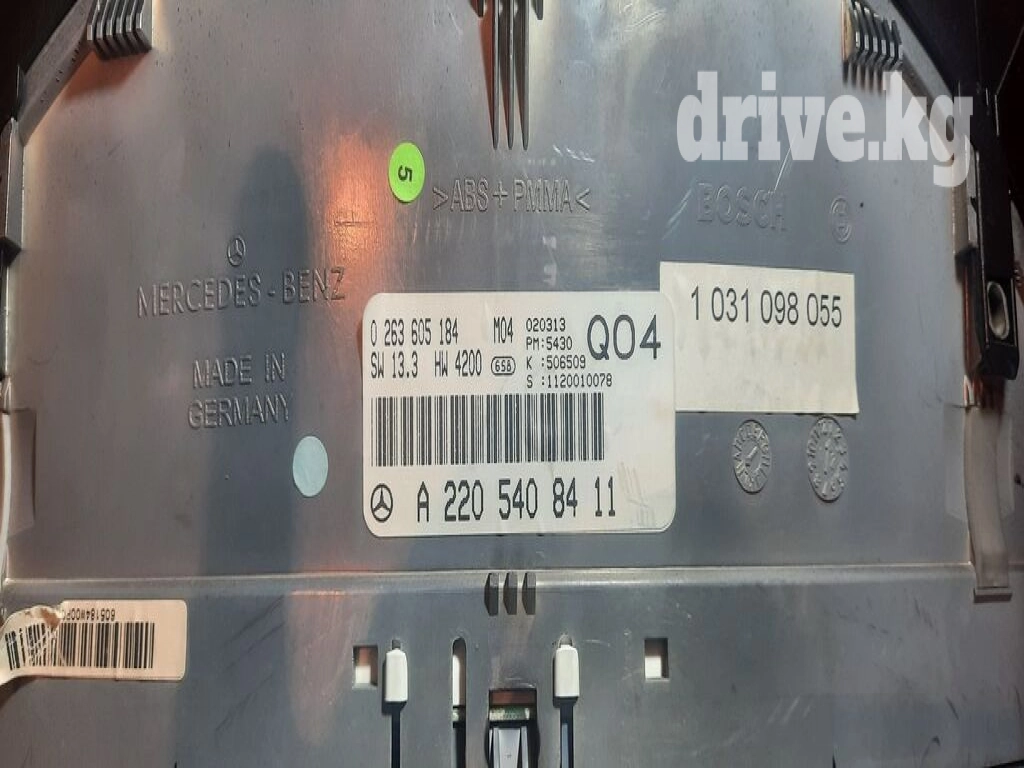 drive.kg
5
>ABS+PMMA<
BOSCH
MERCEDES-BENZ
MADE IN
GERMANY
0 263 605 184 M04
SW 13.3 HW 4200 658
020313
PM:5430
K :506509
S :1120010078
Q04
A 220 540 84 11
1 031 098 055